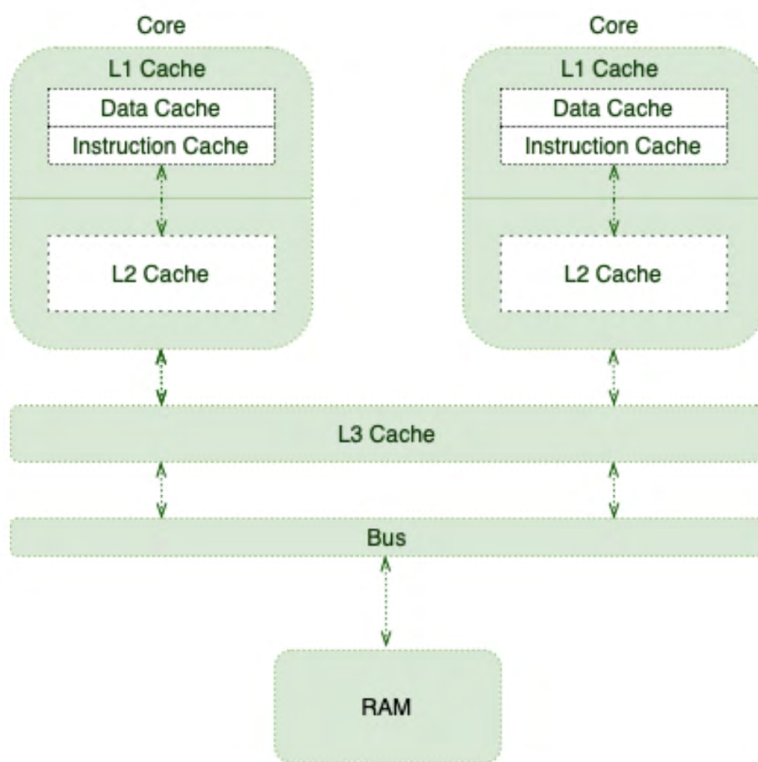 Core
Core
L1 Cache
L1 Cache
Data Cache
Data Cache
Instruction Cache
Instruction Cache
L2 Cache
L2 Cache
L3 Cache
Bus
RAM